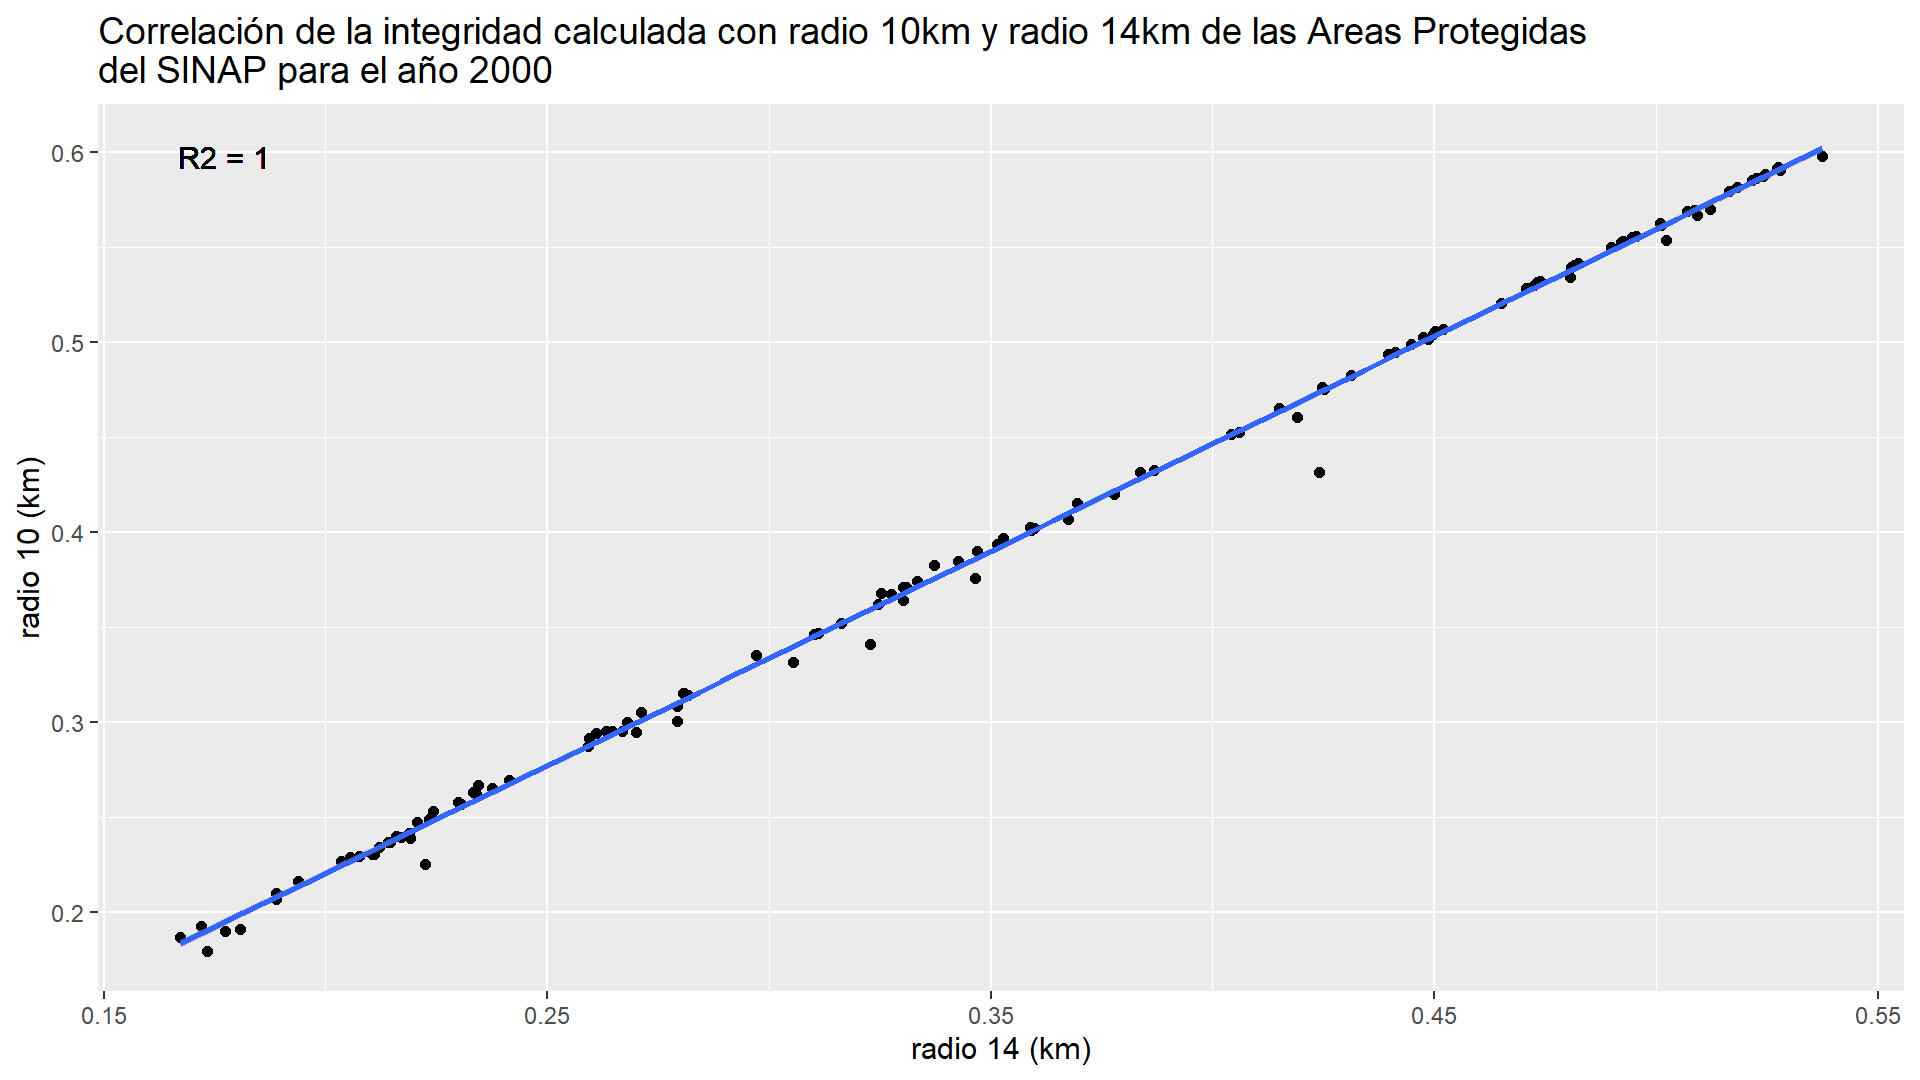 Correlación de la integridad calculada con radio 10km y radio 14km de las Areas Protegidas
del SINAP para el año 2000
R2 = 1
0.6
0.5
0.4
0.3
0.2
radio 10 (km)
0.15
0.25
0.35
0.45
0.55
radio 14 (km)